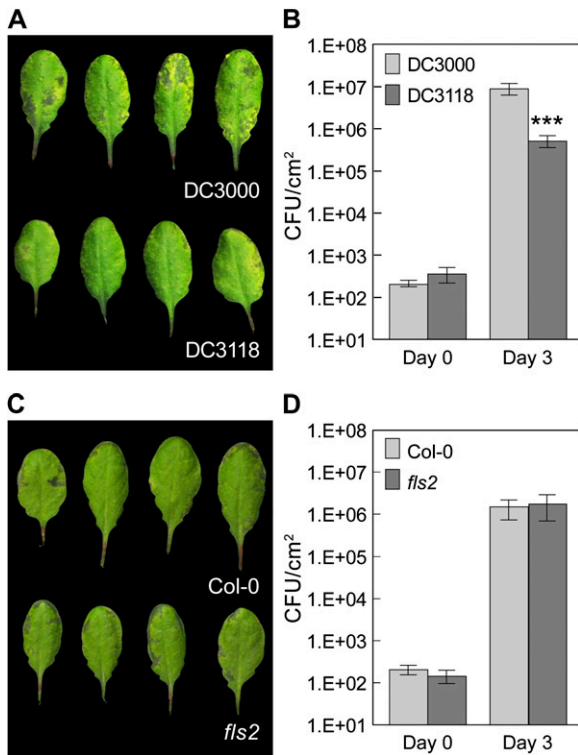 A
DC3000
DC3118
B
1.E+08
1.E+07
1.E+06
1.E+05
1.E+04
1.E+03
1.E+02
1.E+01
CFU/cm²
DC3000
DC3118
***
Day 0
Day 3
C
Col-0
fls2
D
1.E+08
1.E+07
1.E+06
1.E+05
1.E+04
1.E+03
1.E+02
1.E+01
CFU/cm²
Col-0
fls2
Day 0
Day 3